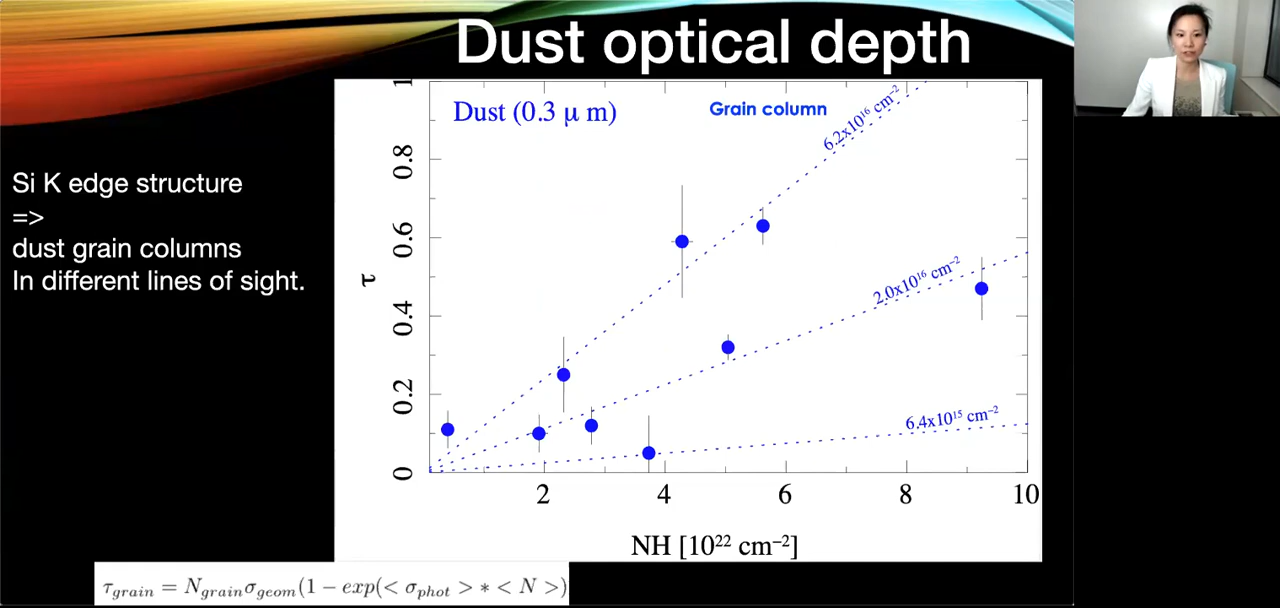 Dust optical depth
Si K edge structure
=>
dust grain columns
In different lines of sight.
Dust (0.3 μ m)
Grain column
6.2x10¹⁶ cm⁻²
2.0x10¹⁶ cm⁻²
6.4x10¹⁵ cm⁻²
τ
1
0.8
0.6
0.4
0.2
0
2 4 6 8 10
NH [10²² cm⁻²]
τ_grain = N_grain σ_geom (1 − exp(< σ_phot > * < N >)